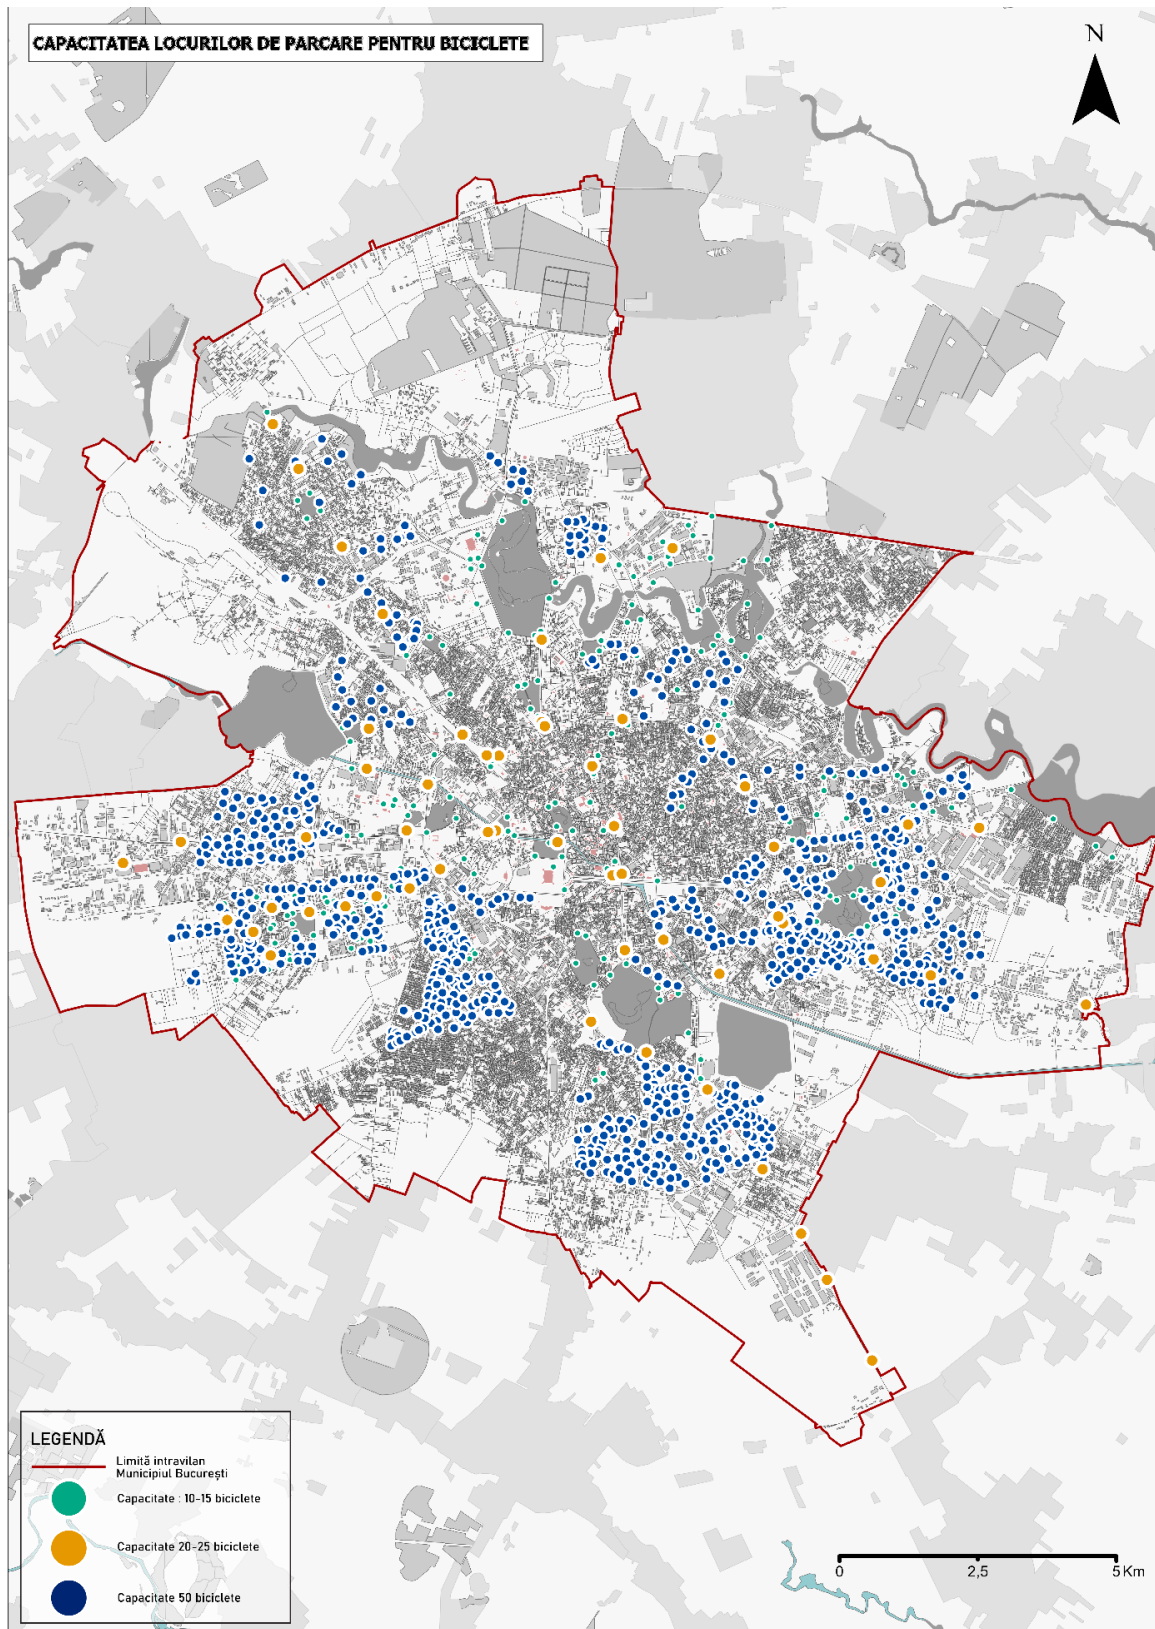 CAPACITATEA LOCURILOR DE PARCARE PENTRU BICICLETE
N
LEGENDĂ
Limită intravilan
Municipiul București
Capacitate : 10-15 biciclete
Capacitate 20-25 biciclete
Capacitate 50 biciclete
0 2,5 5 Km